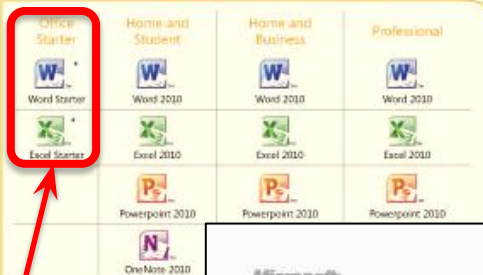 Office Starter
Home and Student
Home and Business
Professional
W * W W W
Word Starter Word 2010 Word 2010 Word 2010
X * X X X
Excel Starter Excel 2010 Excel 2010 Excel 2010
P P P
Powerpoint 2010 Powerpoint 2010 Powerpoint 2010
N
OneNote 2010
Microsoft